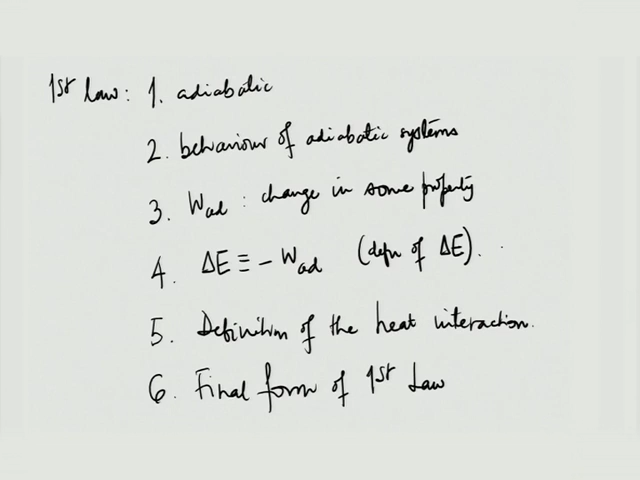 1st Law: 1. adiabatic
2. behaviour of adiabatic systems
3. Wad : change in some property
4. ΔE ≡ - Wad (defn of ΔE).
5. Definition of the heat interaction.
6. Final form of 1st Law